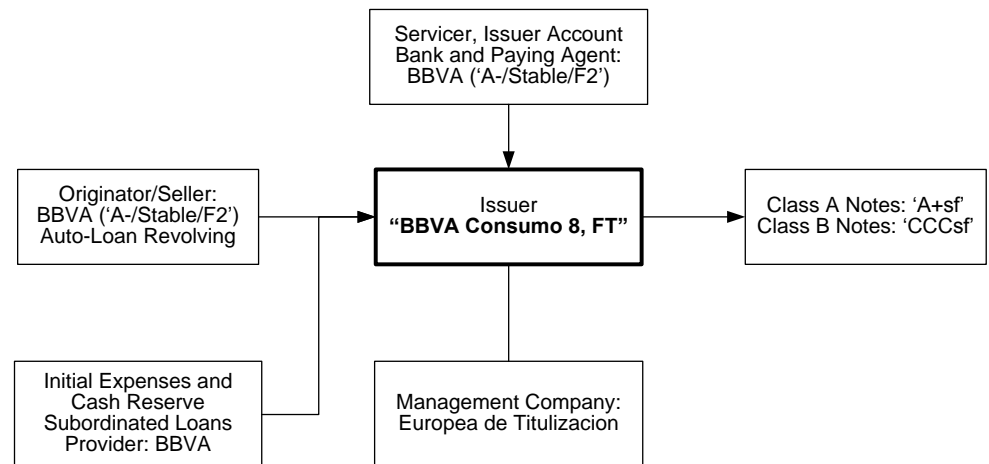 Servicer, Issuer Account
Bank and Paying Agent:
BBVA (‘A-/Stable/F2’)
Originator/Seller:
BBVA (‘A-/Stable/F2’)
Auto-Loan Revolving
Issuer
“BBVA Consumo 8, FT”
Class A Notes: ‘A+sf’
Class B Notes: ‘CCCsf’
Initial Expenses and
Cash Reserve
Subordinated Loans
Provider: BBVA
Management Company:
Europea de Titulizacion